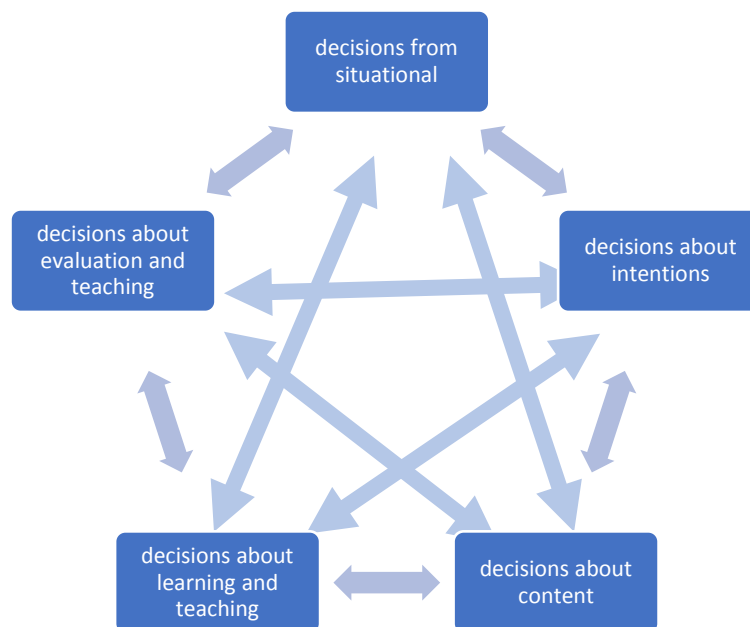 decisions from
situational
decisions about
intentions
decisions about
content
decisions about
learning and
teaching
decisions about
evaluation and
teaching